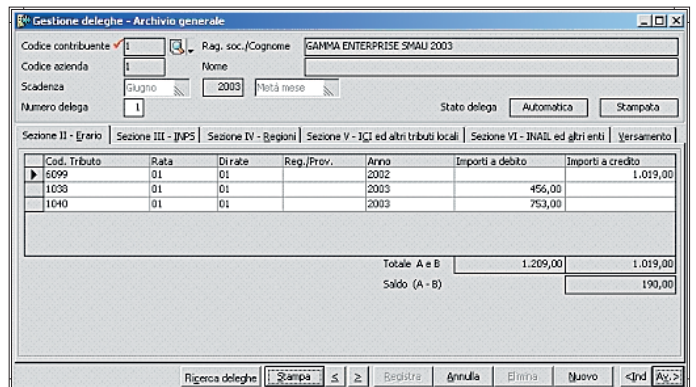 Gestione deleghe - Archivio generale
Codice contribuente 1 Rag. soc./Cognome GAMMA ENTERPRISE SMAU 2003
Codice azienda 1 Nome
Scadenza Giugno 2003 Metà mese
Numero delega 1 Stato delega Automatica Stampata
Sezione II - Erario Sezione III - INPS Sezione IV - Regioni Sezione V - ICI ed altri tributi locali Sezione VI - INAIL ed altri enti Versamento
Cod. Tributo Rata Di rate Reg./Prov. Anno Importi a debito Importi a credito
6099 01 01 2002 1.019,00
1038 01 01 2003 456,00
1040 01 01 2003 753,00
Totale A e B 1.209,00 1.019,00
Saldo (A - B) 190,00
Ricerca deleghe Stampa < > Registra Annulla Elimina Nuovo <Ind Av.>